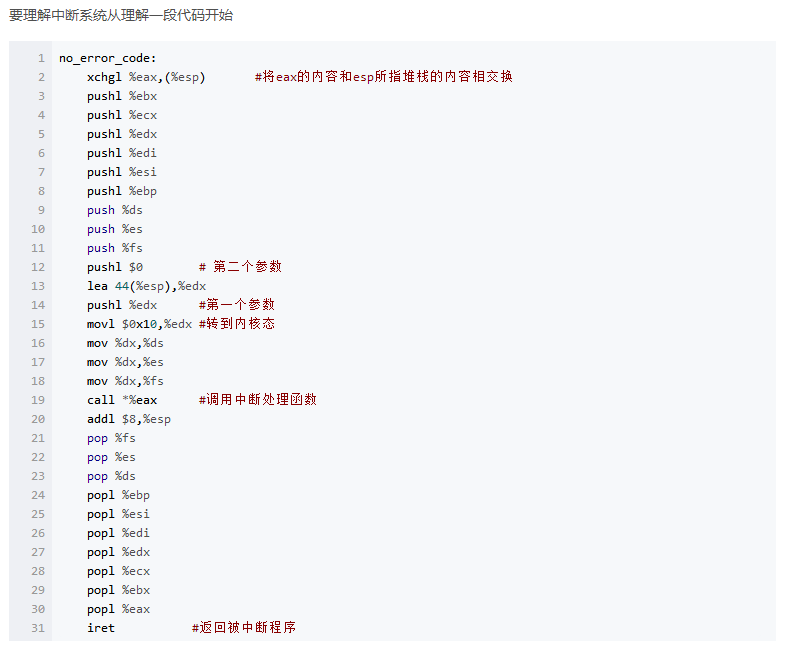 要理解中断系统从理解一段代码开始
1 no_error_code:
2 xchgl %eax,(%esp) #将eax的内容和esp所指堆栈的内容相交换
3 pushl %ebx
4 pushl %ecx
5 pushl %edx
6 pushl %edi
7 pushl %esi
8 pushl %ebp
9 push %ds
10 push %es
11 push %fs
12 pushl $0 # 第二个参数
13 lea 44(%esp),%edx
14 pushl %edx #第一个参数
15 movl $0x10,%edx #转到内核态
16 mov %dx,%ds
17 mov %dx,%es
18 mov %dx,%fs
19 call *%eax #调用中断处理函数
20 addl $8,%esp
21 pop %fs
22 pop %es
23 pop %ds
24 popl %ebp
25 popl %esi
26 popl %edi
27 popl %edx
28 popl %ecx
29 popl %ebx
30 popl %eax
31 iret #返回被中断程序